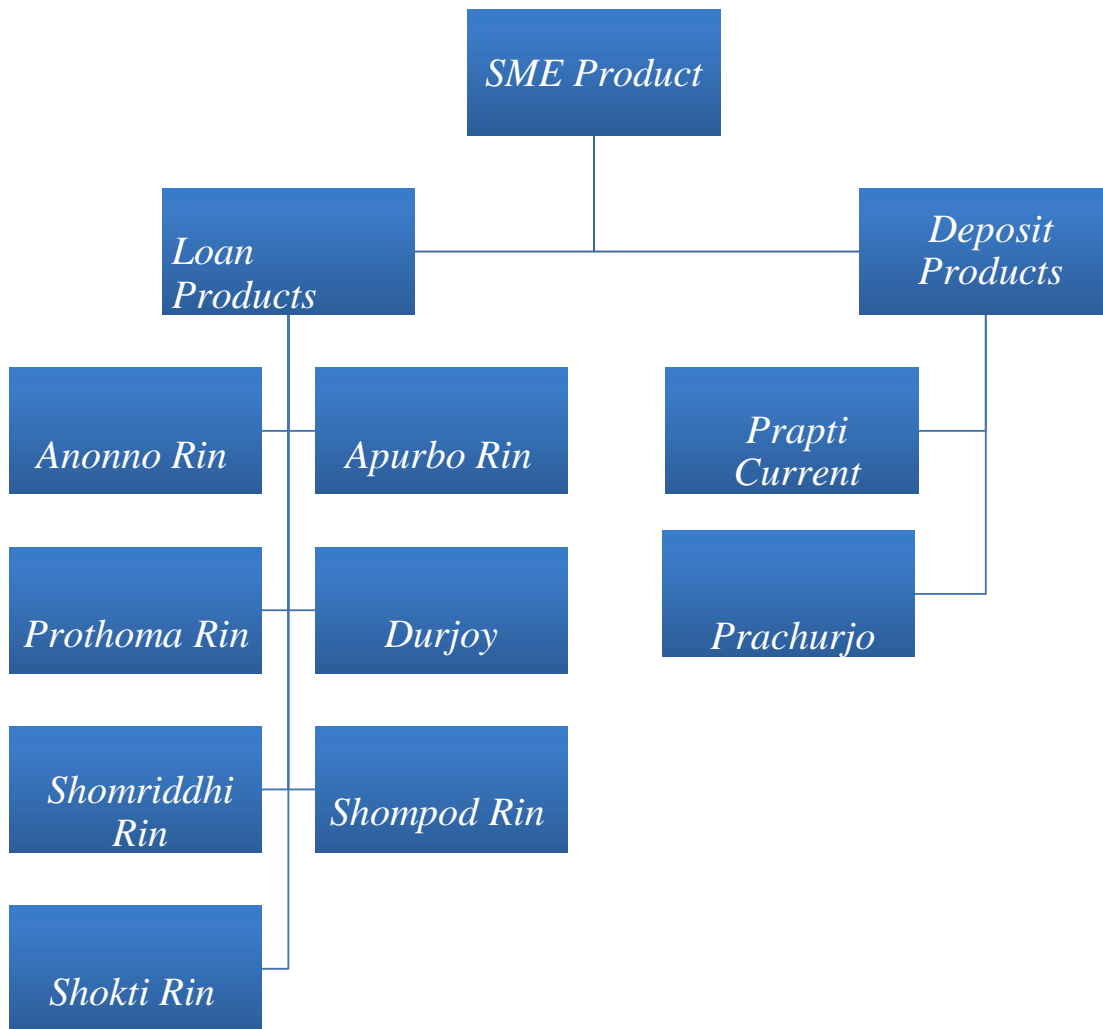 SME Product
Loan
Products
Deposit
Products
Anonno Rin
Apurbo Rin
Prapti
Current
Prothoma Rin
Durjoy
Prachurjo
Shomriddhi
Rin
Shompod Rin
Shokti Rin